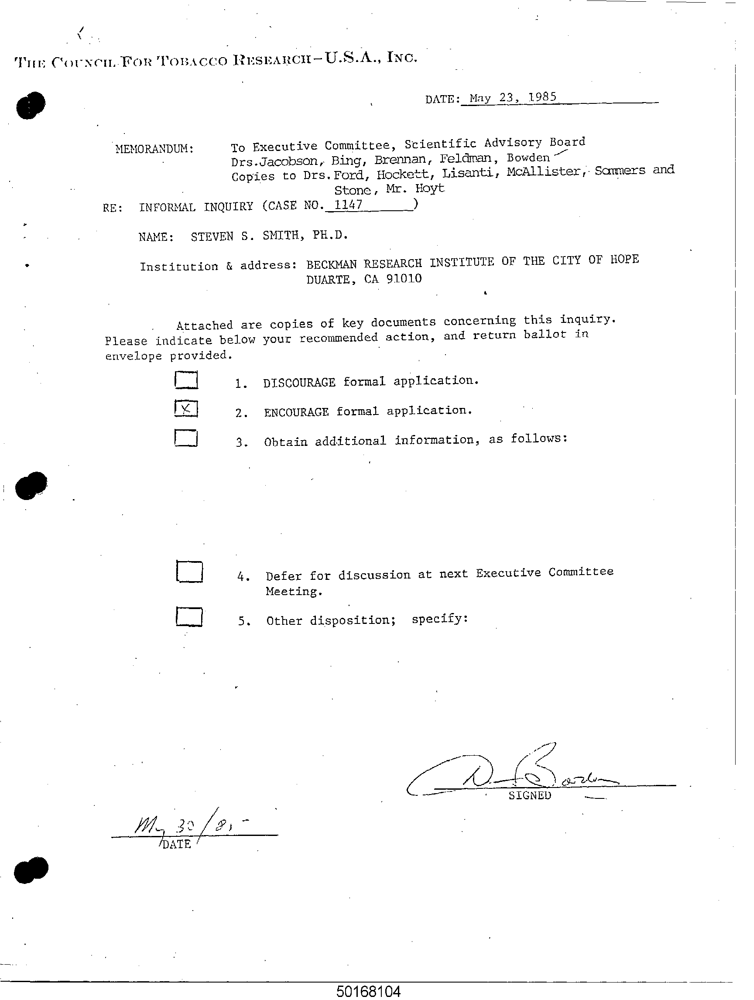 THE COUNCIL FOR TOBACCO RESEARCH-U.S.A., INC.
DATE: May 23, 1985
MEMORANDUM: To Executive Committee, Scientific Advisory Board
Drs.Jacobson, Bing, Brennan, Feldman, Bowden
Copies to Drs.Ford, Hockett, Lisanti, McAllister, Sommers and
Stone, Mr. Hoyt
RE: INFORMAL INQUIRY (CASE NO. 1147 )
NAME: STEVEN S. SMITH, PH.D.
Institution & address: BECKMAN RESEARCH INSTITUTE OF THE CITY OF HOPE
DUARTE, CA 91010
Attached are copies of key documents concerning this inquiry.
Please indicate below your recommended action, and return ballot in
envelope provided.
1. DISCOURAGE formal application.
X 2. ENCOURAGE formal application.
3. Obtain additional information, as follows:
4. Defer for discussion at next Executive Committee
Meeting.
5. Other disposition; specify:
SIGNED
May 30/85
DATE
50168104